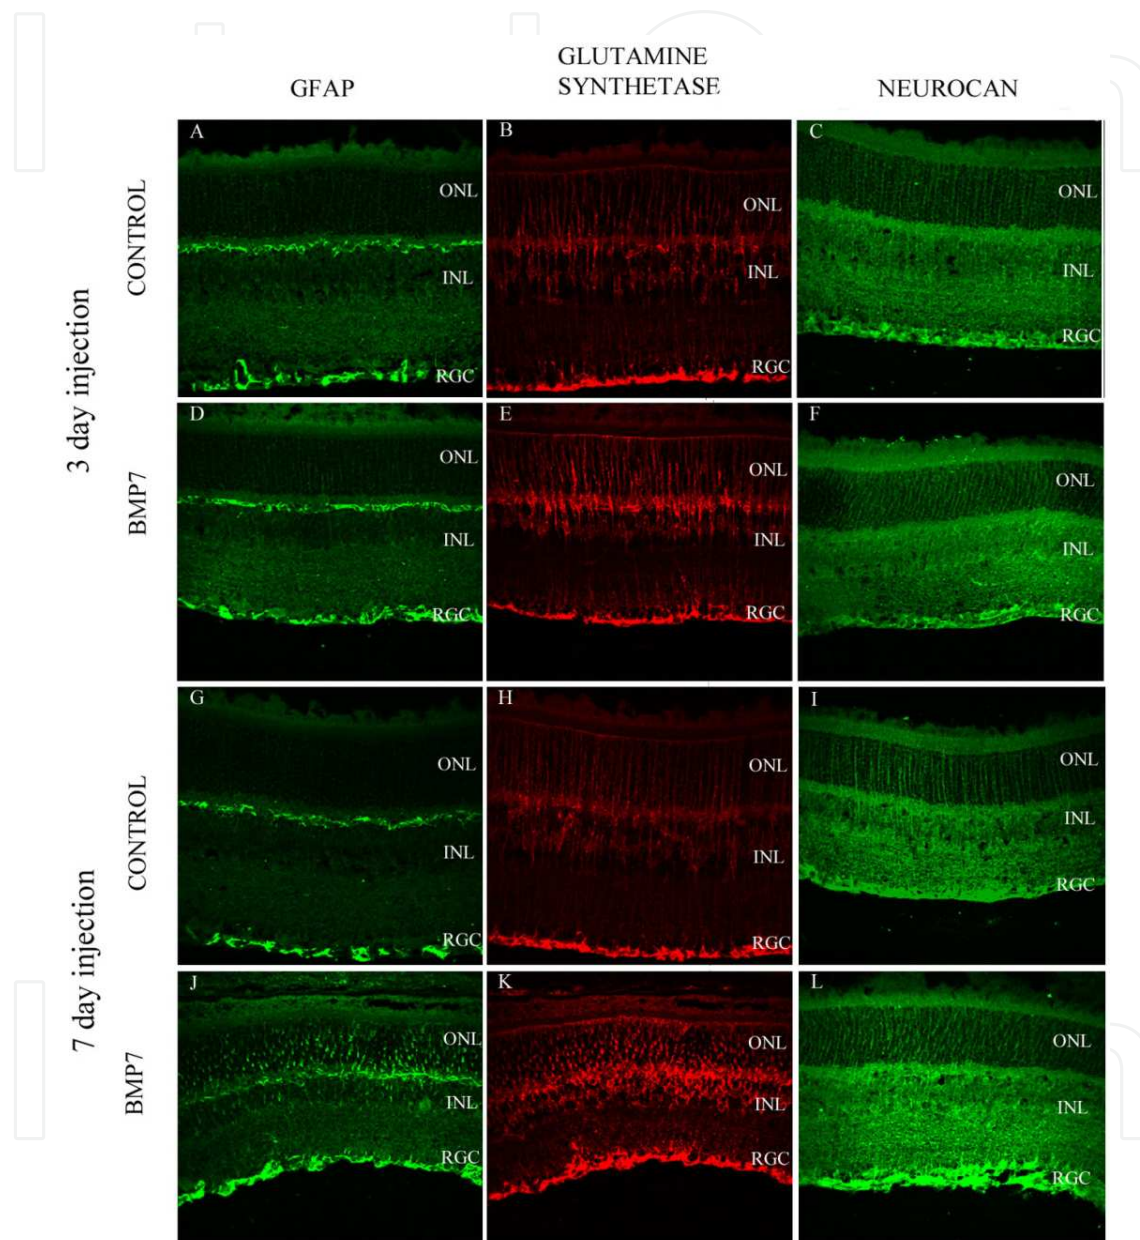 GFAP
GLUTAMINE
SYNTHETASE
NEUROCAN
3 day injection
CONTROL
A
ONL
INL
RGC
B
ONL
INL
RGC
C
ONL
INL
RGC
BMP7
D
ONL
INL
RGC
E
ONL
INL
RGC
F
ONL
INL
RGC
7 day injection
CONTROL
G
ONL
INL
RGC
H
ONL
INL
RGC
I
ONL
INL
RGC
BMP7
J
ONL
INL
RGC
K
ONL
INL
RGC
L
ONL
INL
RGC